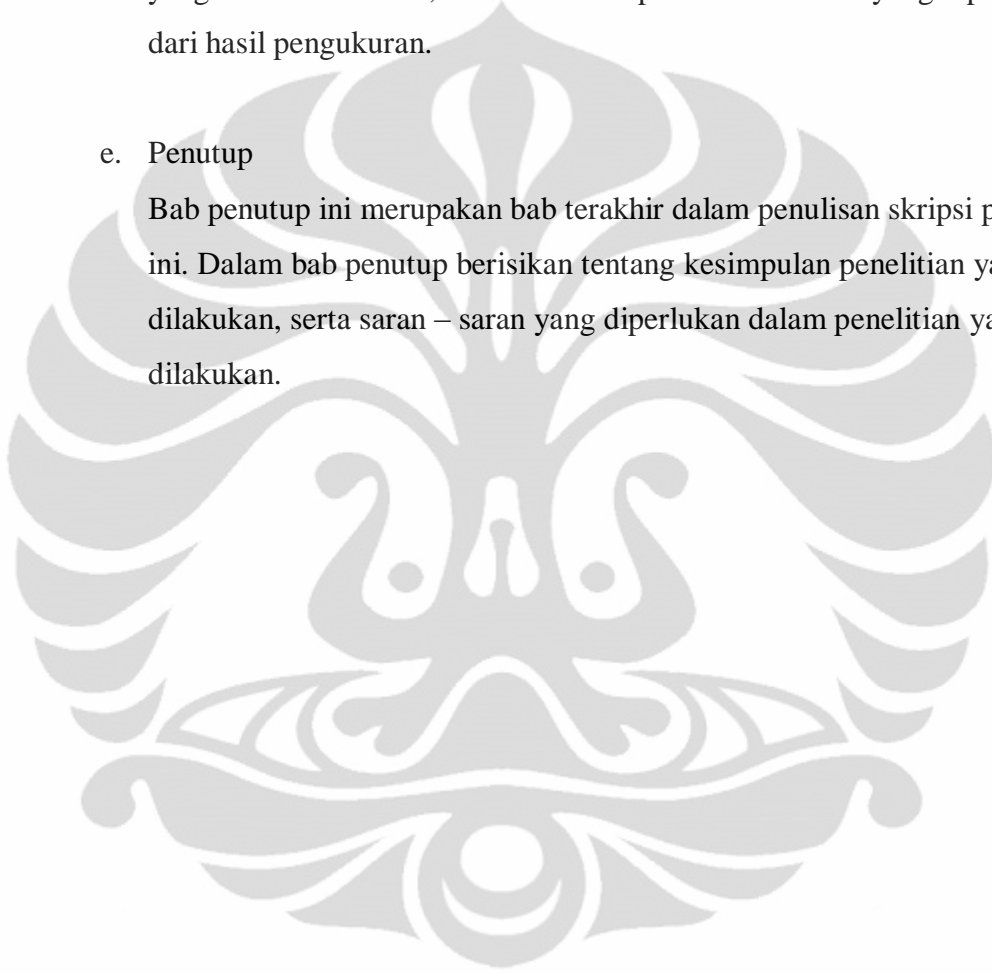 dari hasil pengukuran.
e. Penutup
Bab penutup ini merupakan bab terakhir dalam penulisan skripsi
ini. Dalam bab penutup berisikan tentang kesimpulan penelitian
dilakukan, serta saran – saran yang diperlukan dalam penelitian
dilakukan.